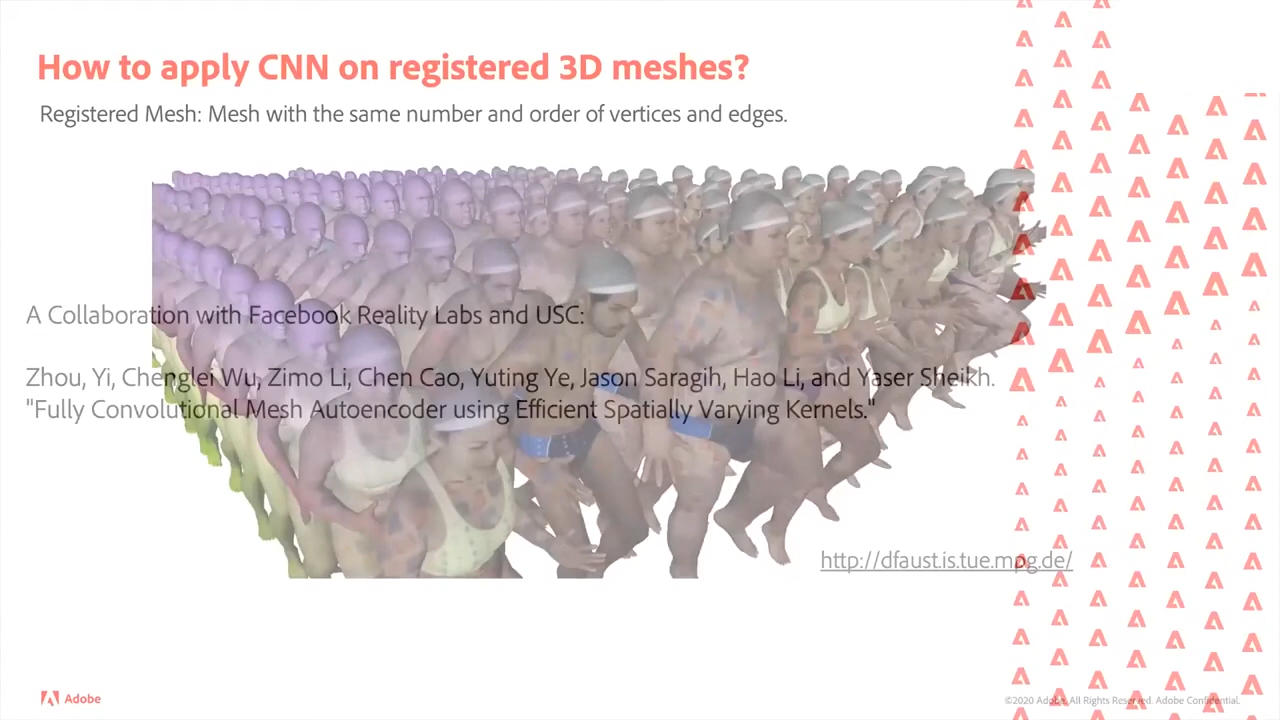 How to apply CNN on registered 3D meshes?
Registered Mesh: Mesh with the same number and order of vertices and edges.
A Collaboration with Facebook Reality Labs and USC:
Zhou, Yi, Chenglei Wu, Zimo Li, Chen Cao, Yuting Ye, Jason Saragih, Hao Li, and Yaser Sheikh.
"Fully Convolutional Mesh Autoencoder using Efficient Spatially Varying Kernels."
http://dfaust.is.tue.mpg.de/
Adobe
©2020 Adobe. All Rights Reserved. Adobe Confidential.